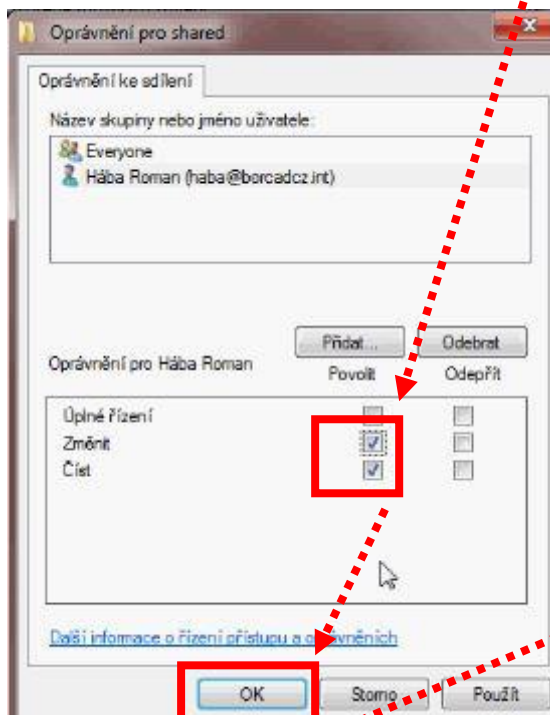 Oprávnění pro shared
Oprávnění ke sdílení
Název skupiny nebo jméno uživatele:
Everyone
Hába Roman (haba@borcadcz.int)
Přidat... Odebrat
Oprávnění pro Hába Roman Povolit Odepřít
Úplné řízení
Změnit
Číst
Další informace o řízení přístupu a oprávněních
OK Storno Použít